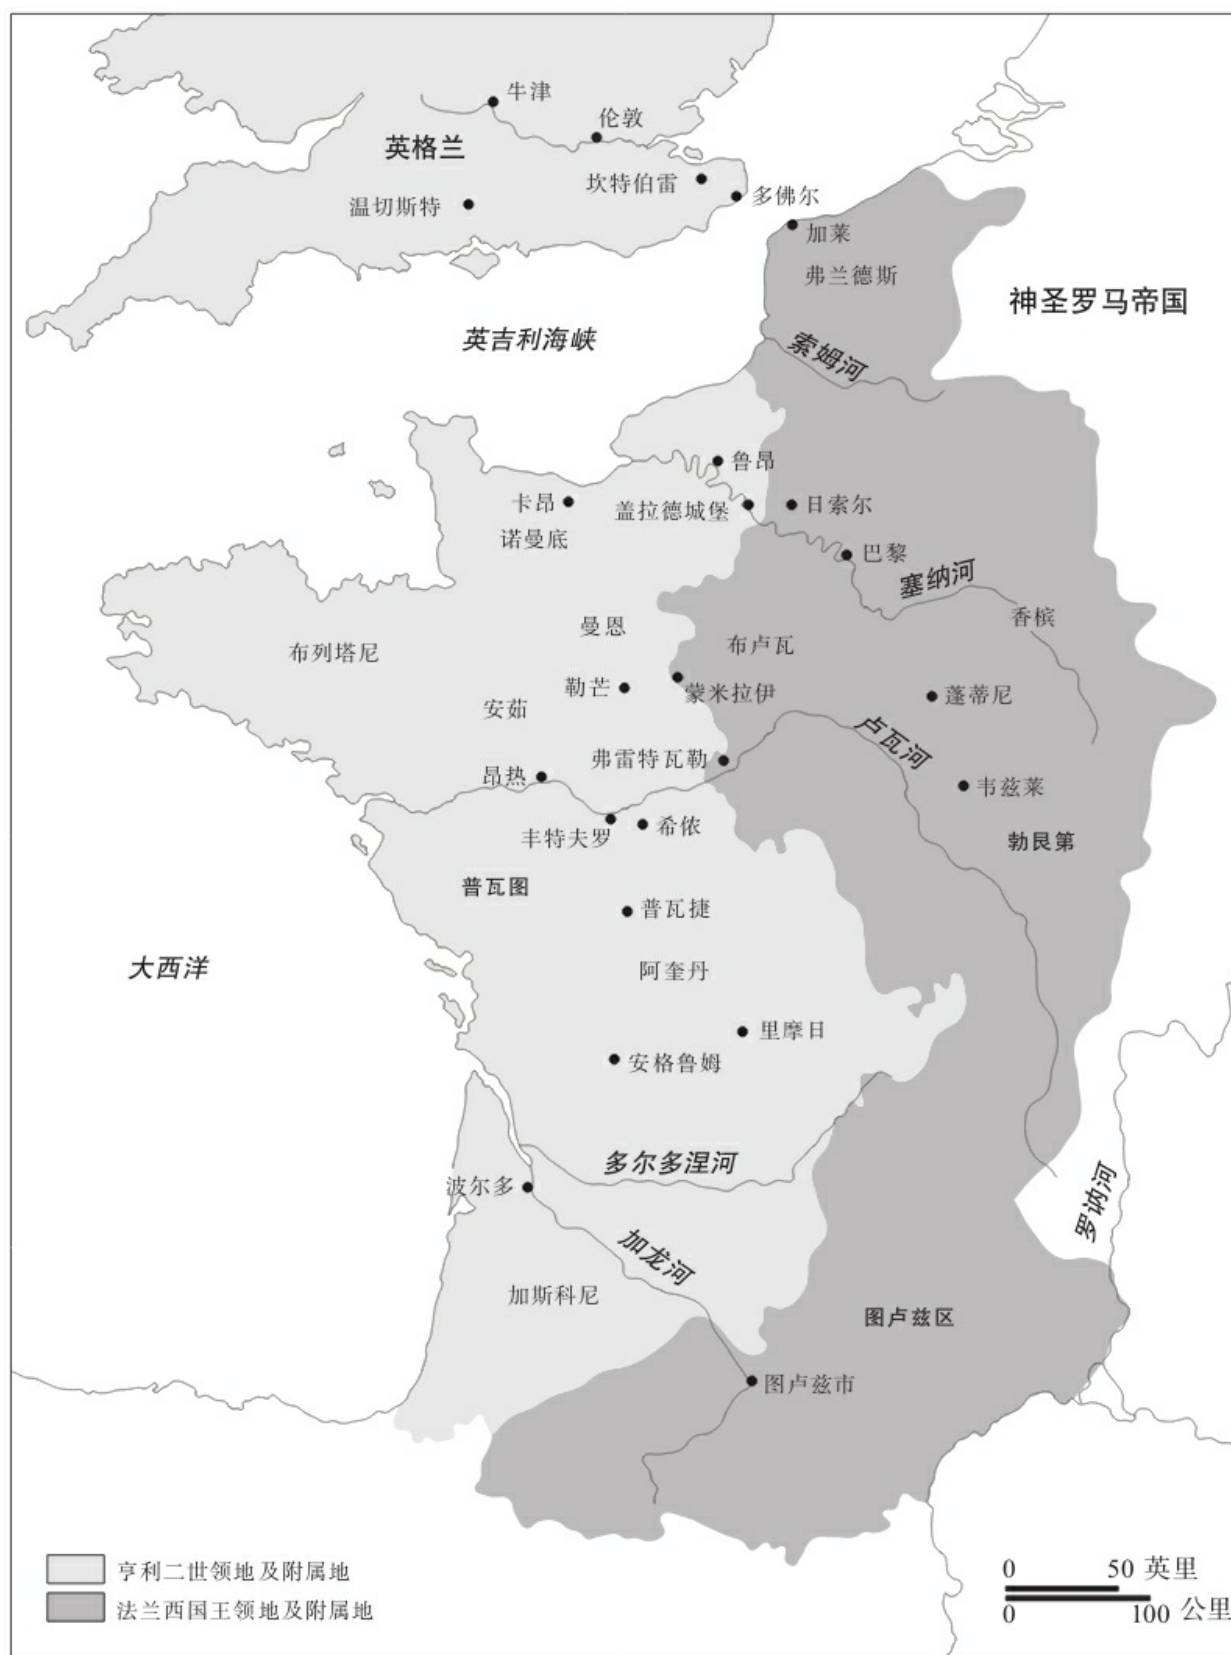 牛津
伦敦
英格兰
坎特伯雷
多佛尔
温切斯特
加莱
弗兰德斯
神圣罗马帝国
英吉利海峡
索姆河
鲁昂
卡昂
盖拉德城堡
日索尔
诺曼底
巴黎
塞纳河
香槟
曼恩
布卢瓦
布列塔尼
勒芒
蒙米拉伊
蓬蒂尼
安茹
卢瓦河
弗雷特瓦勒
昂热
韦兹莱
丰特夫罗
希侬
勃艮第
普瓦图
普瓦捷
大西洋
阿奎丹
里摩日
安格鲁姆
多尔多涅河
波尔多
罗讷河
加龙河
加斯科尼
图卢兹区
图卢兹市
亨利二世领地及附属地
法兰西国王领地及附属地
0 50 英里
0 100 公里